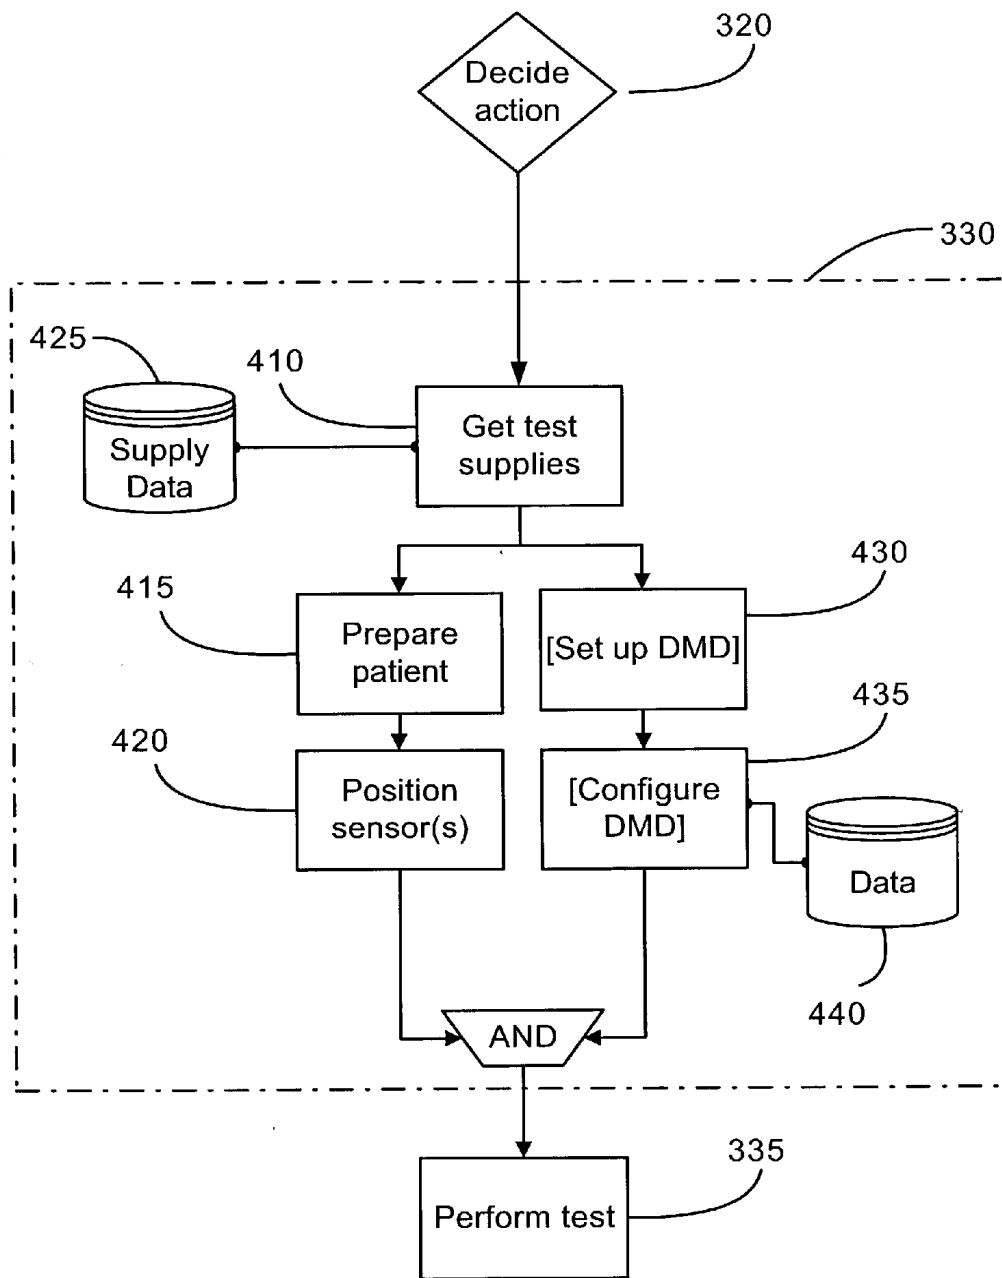 320
Decide
action
330
425
410
Supply
Data
Get test
supplies
430
415
Prepare
patient
[Set up DMD]
435
420
Position
sensor(s)
[Configure
DMD]
Data
440
AND
335
Perform test